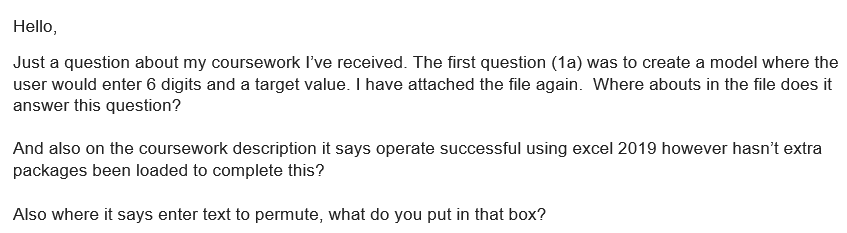 Hello,
Just a question about my coursework I’ve received. The first question (1a) was to create a model where the
user would enter 6 digits and a target value. I have attached the file again.  Where abouts in the file does it
answer this question?
And also on the coursework description it says operate successful using excel 2019 however hasn’t extra
packages been loaded to complete this?
Also where it says enter text to permute, what do you put in that box?